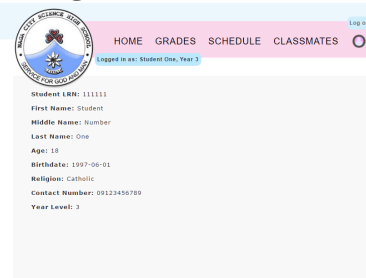 NAGA CITY SCIENCE HIGH SCHOOL
SERVICE FOR GOD AND MAN
Log o
HOME GRADES SCHEDULE CLASSMATES
Logged in as: Student One, Year 3
Student LRN: 111111
First Name: Student
Middle Name: Number
Last Name: One
Age: 18
Birthdate: 1997-06-01
Religion: Catholic
Contact Number: 09123456789
Year Level: 3